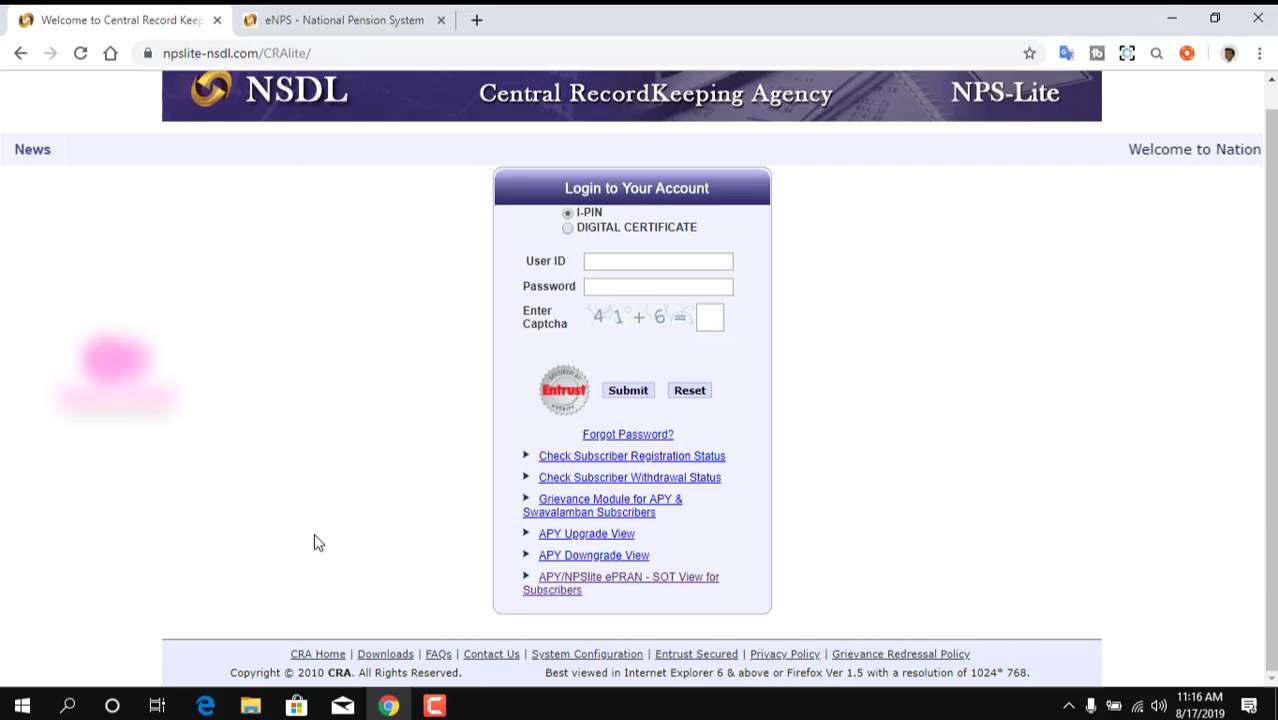 Welcome to Central Record Keep
eNPS - National Pension System
npslite-nsdl.com/CRAlite/
NSDL
Central RecordKeeping Agency
NPS-Lite
News
Welcome to Nation
Login to Your Account
I-PIN
DIGITAL CERTIFICATE
User ID
Password
Enter
Captcha
41 + 6 =
SECURED BY
Entrust
Submit
Reset
Forgot Password?
Check Subscriber Registration Status
Check Subscriber Withdrawal Status
Grievance Module for APY &
Swavalamban Subscribers
APY Upgrade View
APY Downgrade View
APY/NPSlite ePRAN - SOT View for
Subscribers
CRA Home | Downloads | FAQs | Contact Us | System Configuration | Entrust Secured | Privacy Policy | Grievance Redressal Policy
Copyright © 2010 CRA. All Rights Reserved.
Best viewed in Internet Explorer 6 & above or Firefox Ver 1.5 with a resolution of 1024* 768.
11:16 AM
8/17/2019